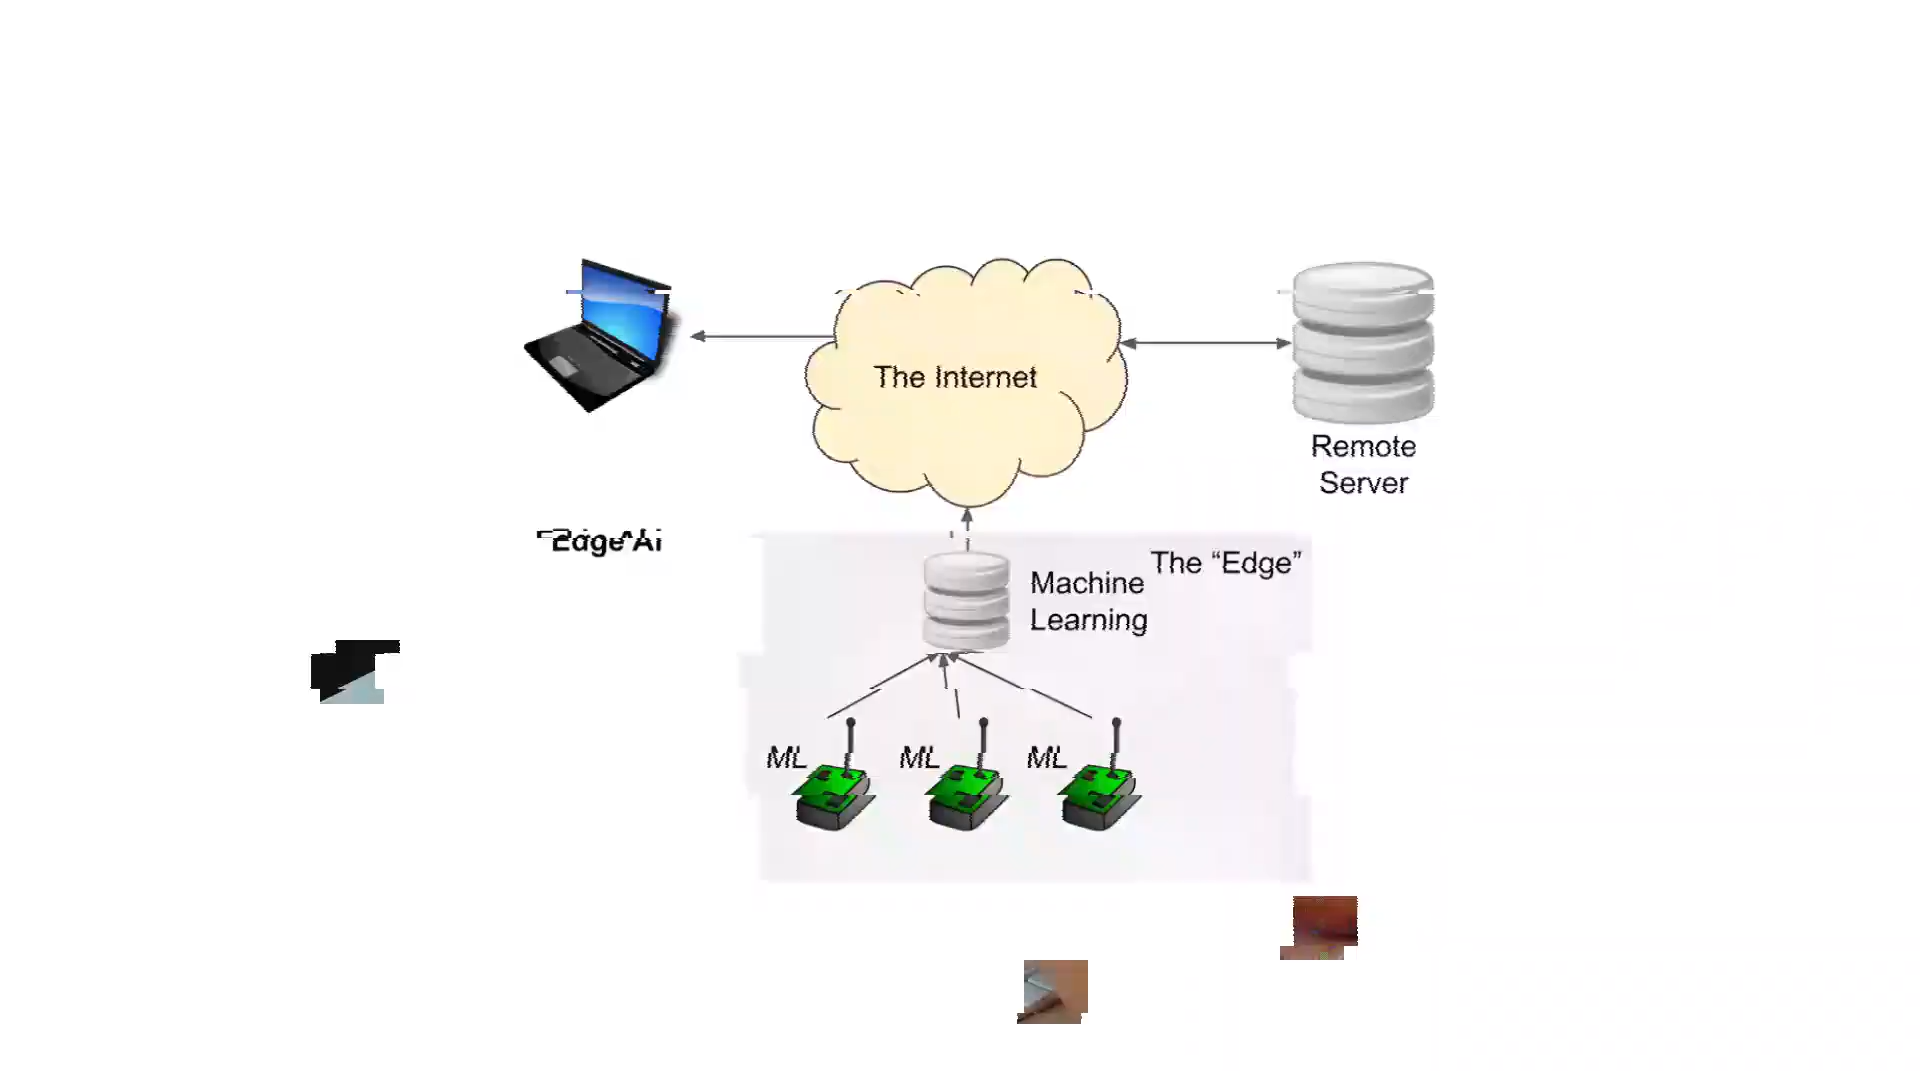 The Internet
Remote
Server
Edge Ai
The “Edge”
Machine
Learning
ML
ML
ML